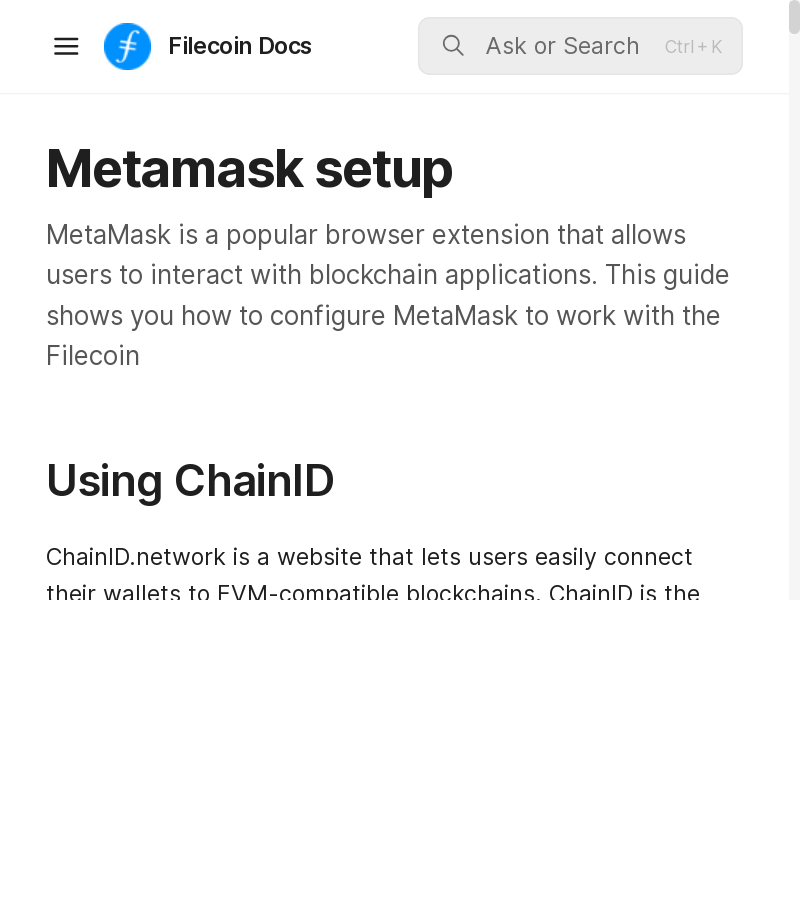 Filecoin Docs
Ask or Search Ctrl + K
Metamask setup
MetaMask is a popular browser extension that allows
users to interact with blockchain applications. This guide
shows you how to configure MetaMask to work with the
Filecoin
Using ChainID
ChainID.network is a website that lets users easily connect
their wallets to EVM-compatible blockchains. ChainID is the